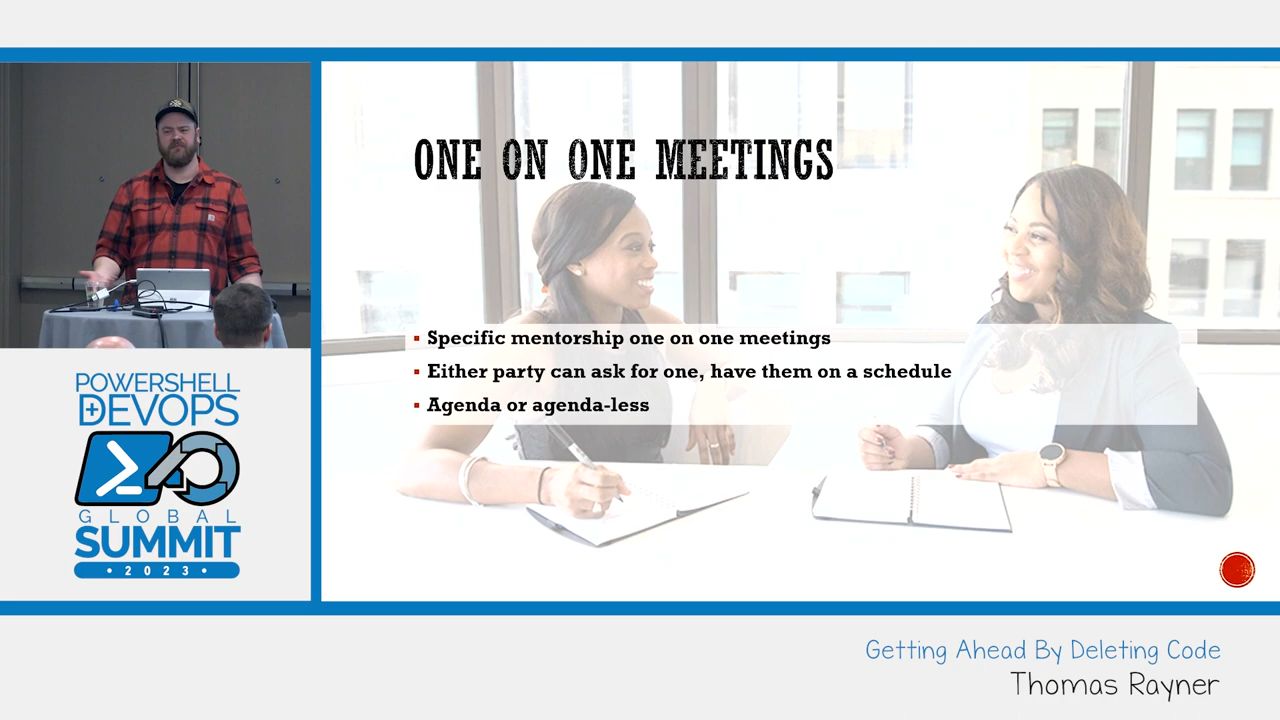 ONE ON ONE MEETINGS
Specific mentorship one on one meetings
Either party can ask for one, have them on a schedule
Agenda or agenda-less
POWERSHELL
+DEVOPS
GLOBAL
SUMMIT
• 2023 •
Getting Ahead By Deleting Code
Thomas Rayner